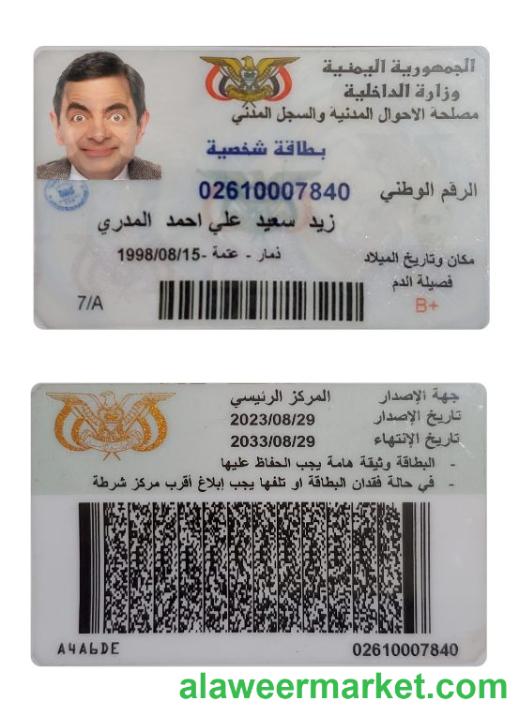 الجمهورية اليمنية
وزارة الداخلية
مصلحة الاحوال المدنية والسجل المدني
بطاقة شخصية
الرقم الوطني 02610007840
زيد سعيد علي احمد المدري
مكان وتاريخ الميلاد ذمار - عتمة -1998/08/15
فصيلة الدم
B+
7/A
جهة الإصدار المركز الرئيسي
تاريخ الإصدار 2023/08/29
تاريخ الإنتهاء 2033/08/29
- البطاقة وثيقة هامة يجب الحفاظ عليها
- في حالة فقدان البطاقة او تلفها يجب إبلاغ أقرب مركز شرطة
A4A6DE 02610007840
alaweermarket.com